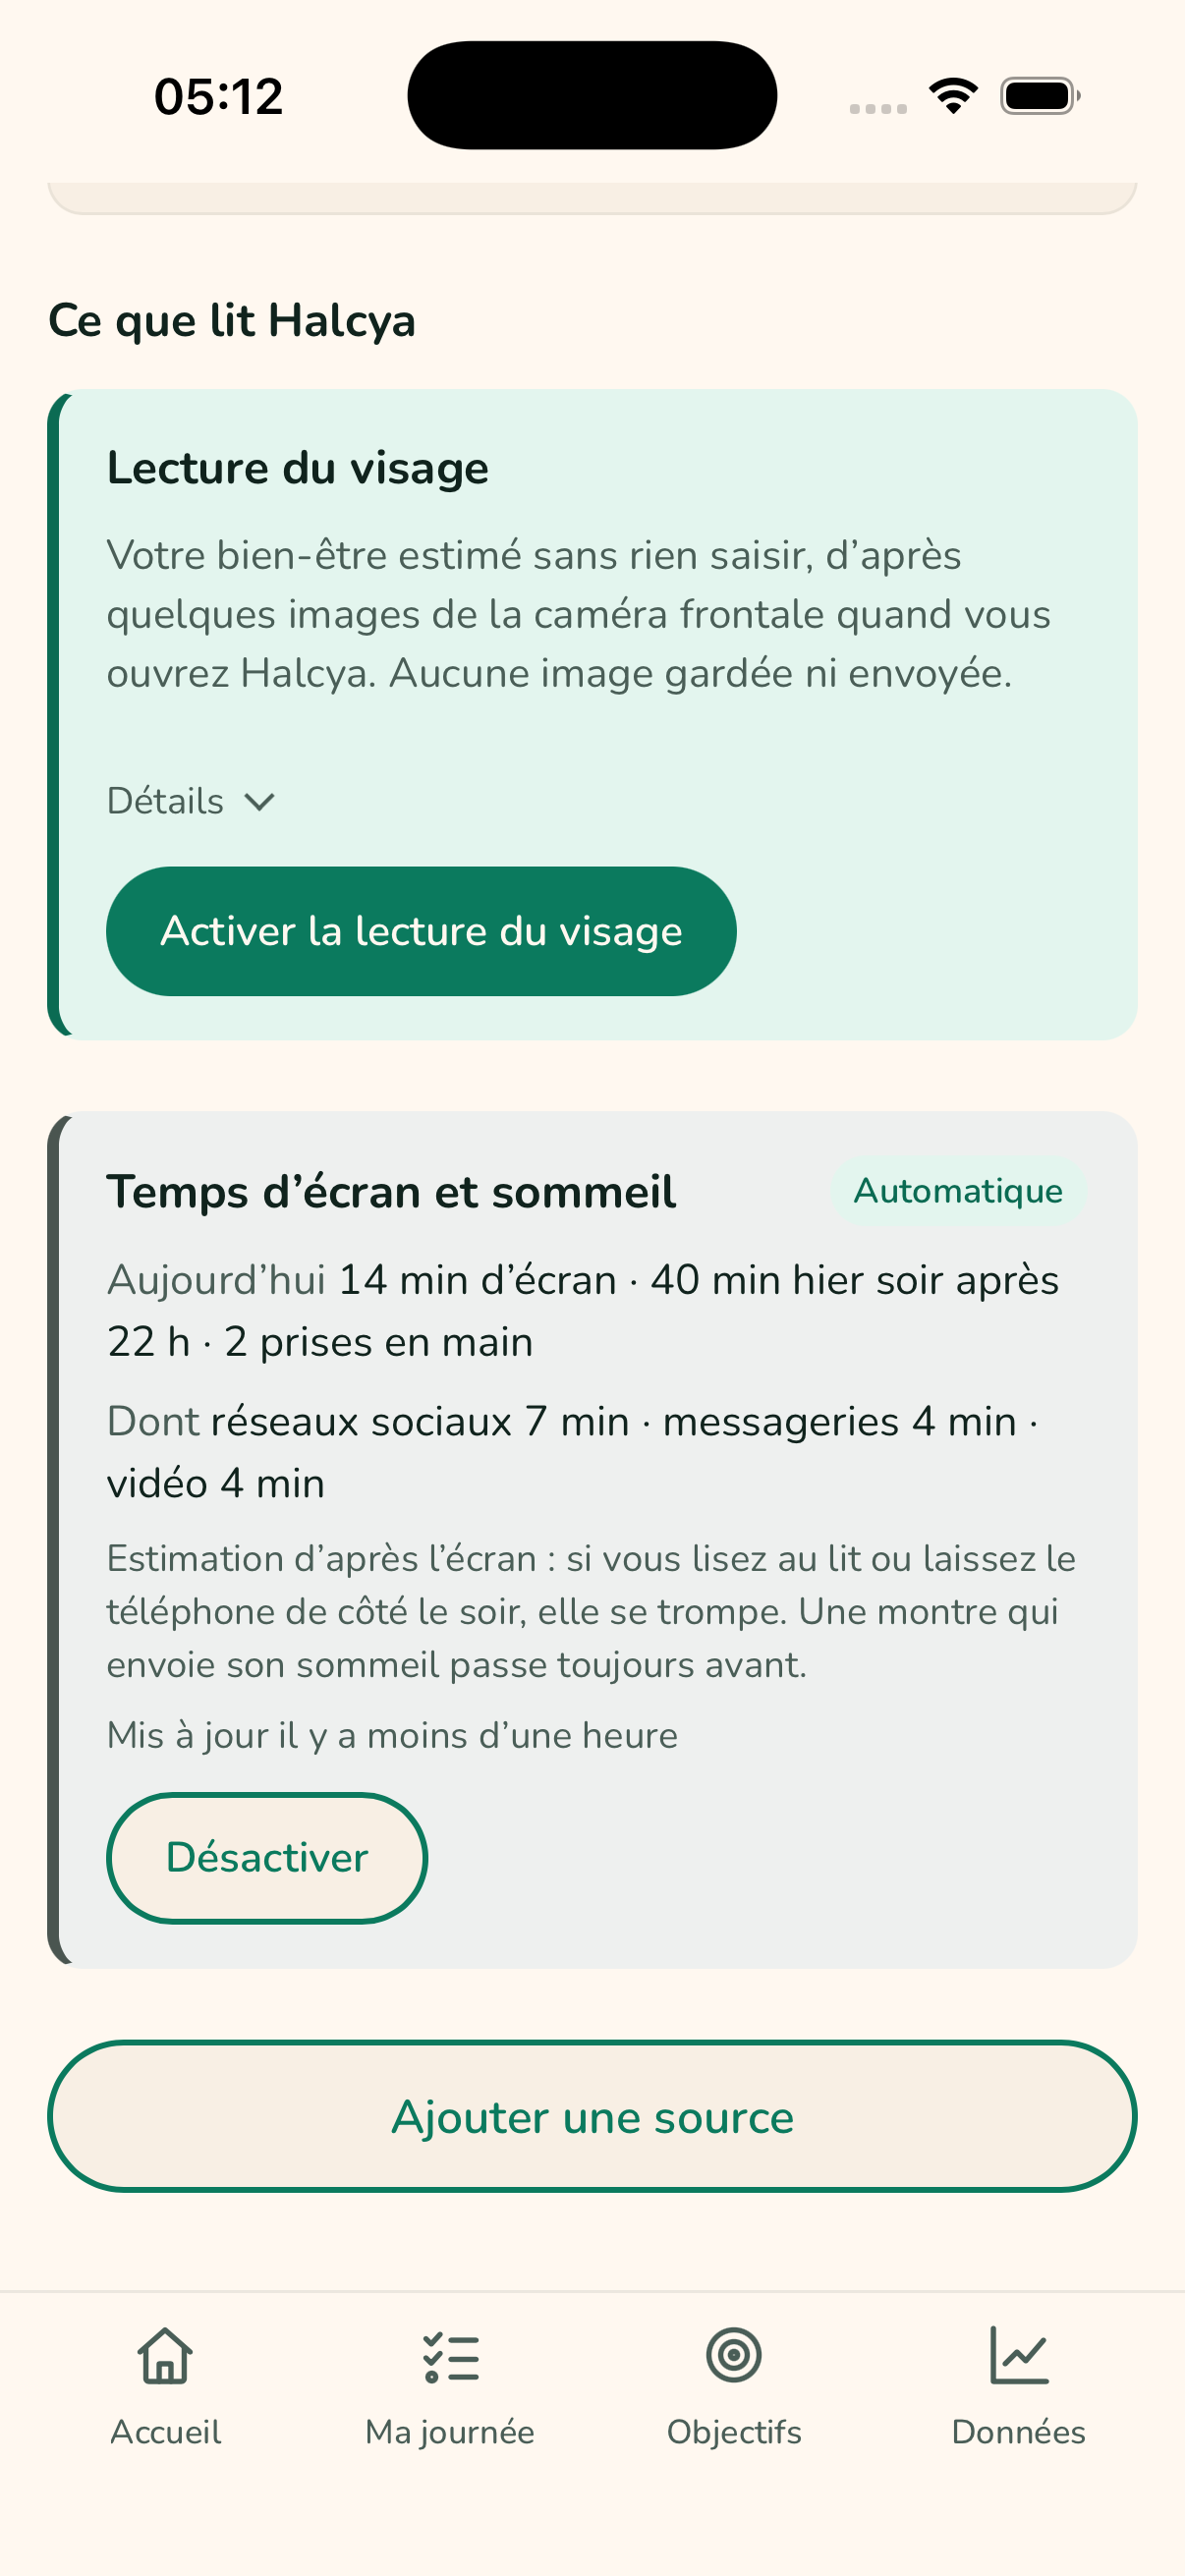 05:12
Ce que lit Halcya
Lecture du visage
Votre bien-être estimé sans rien saisir, d’après
quelques images de la caméra frontale quand vous
ouvrez Halcya. Aucune image gardée ni envoyée.
Détails
Activer la lecture du visage
Temps d’écran et sommeil
Automatique
Aujourd’hui 14 min d’écran · 40 min hier soir après
22 h · 2 prises en main
Dont réseaux sociaux 7 min · messageries 4 min ·
vidéo 4 min
Estimation d’après l’écran : si vous lisez au lit ou laissez le
téléphone de côté le soir, elle se trompe. Une montre qui
envoie son sommeil passe toujours avant.
Mis à jour il y a moins d’une heure
Désactiver
Ajouter une source
Accueil
Ma journée
Objectifs
Données